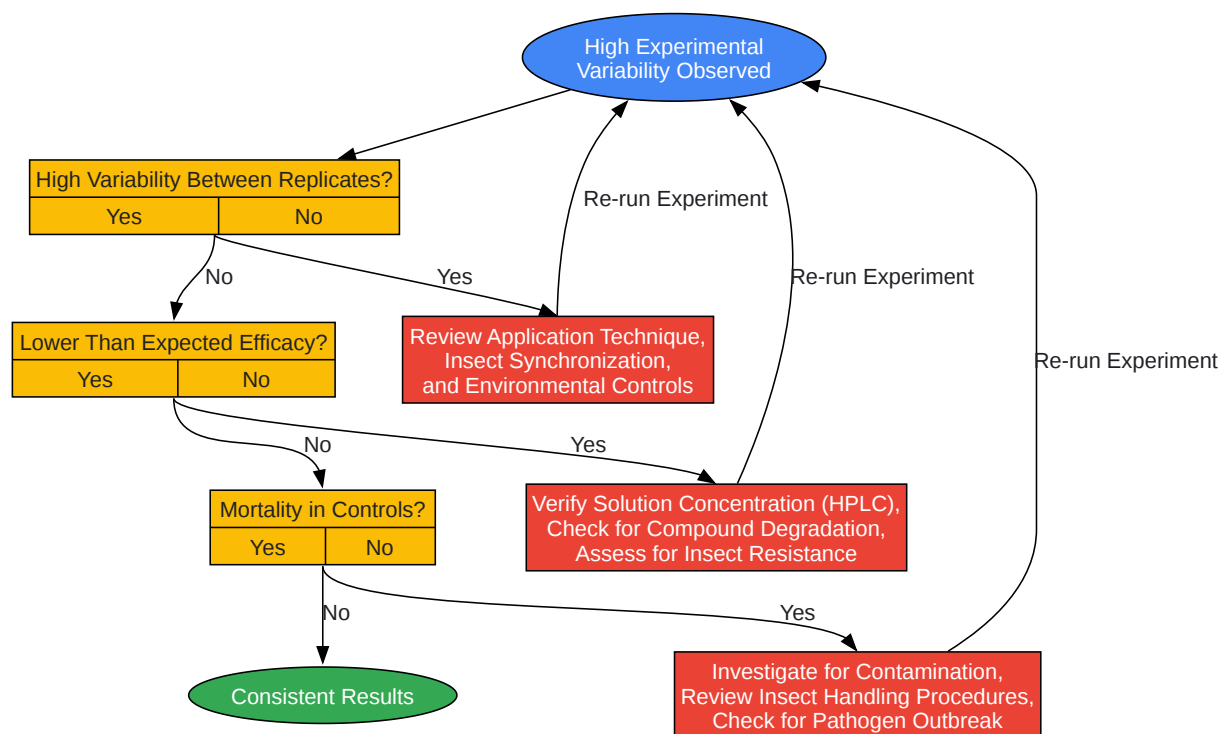 High Experimental
Variability Observed
High Variability Between Replicates?
Yes
No
Re-run Experiment
No
Yes
Re-run Experiment
Lower Than Expected Efficacy?
Yes
No
Review Application Technique,
Insect Synchronization,
and Environmental Controls
Re-run Experiment
No
Yes
Mortality in Controls?
Yes
No
Verify Solution Concentration (HPLC),
Check for Compound Degradation,
Assess for Insect Resistance
No
Yes
Consistent Results
Investigate for Contamination,
Review Insect Handling Procedures,
Check for Pathogen Outbreak